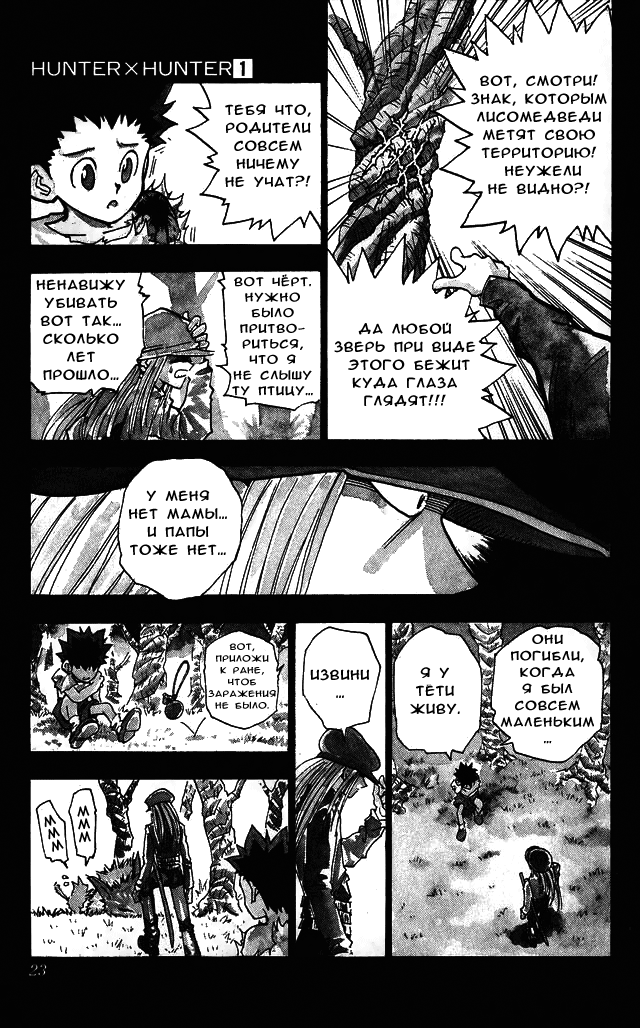 HUNTER×HUNTER 1
ВОТ, СМОТРИ!
ЗНАК, КОТОРЫМ
ЛИСОМЕДВЕДИ
МЕТЯТ СВОЮ
ТЕРРИТОРИЮ!
НЕУЖЕЛИ
НЕ ВИДНО?!
ДА ЛЮБОЙ
ЗВЕРЬ ПРИ ВИДЕ
ЭТОГО БЕЖИТ
КУДА ГЛАЗА
ГЛЯДЯТ!!!
ТЕБЯ ЧТО,
РОДИТЕЛИ
СОВСЕМ
НИЧЕМУ
НЕ УЧАТ?!
ВОТ ЧЁРТ.
НУЖНО
БЫЛО
ПРИТВО-
РИТЬСЯ,
ЧТО Я
НЕ СЛЫШУ
ТУ ПТИЦУ...
НЕНАВИЖУ
УБИВАТЬ
ВОТ ТАК...
СКОЛЬКО
ЛЕТ
ПРОШЛО...
У МЕНЯ
НЕТ МАМЫ...
И ПАПЫ
ТОЖЕ НЕТ...
ОНИ
ПОГИБЛИ,
КОГДА
Я БЫЛ
СОВСЕМ
МАЛЕНЬКИМ
...
Я У
ТЁТИ
ЖИВУ.
ИЗВИНИ
...
ВОТ,
ПРИЛОЖИ
К РАНЕ,
ЧТОБ
ЗАРАЖЕНИЯ
НЕ БЫЛО.
МММ
МММ
23